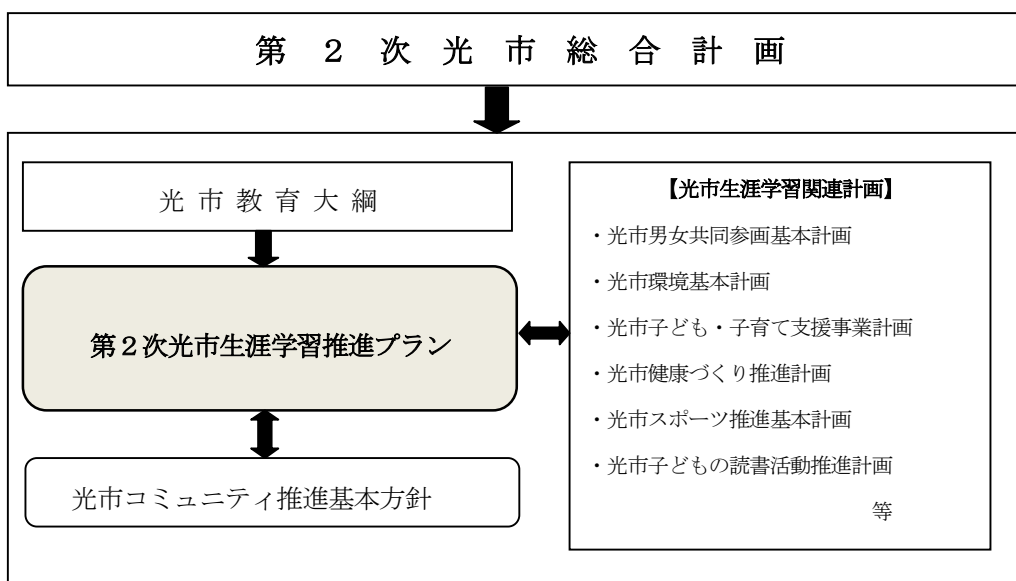 第２次光市総合計画
光市教育大綱
第２次光市生涯学習推進プラン
光市コミュニティ推進基本方針
【光市生涯学習関連計画】
・光市男女共同参画基本計画
・光市環境基本計画
・光市子ども・子育て支援事業計画
・光市健康づくり推進計画
・光市スポーツ推進基本計画
・光市子どもの読書活動推進計画
等